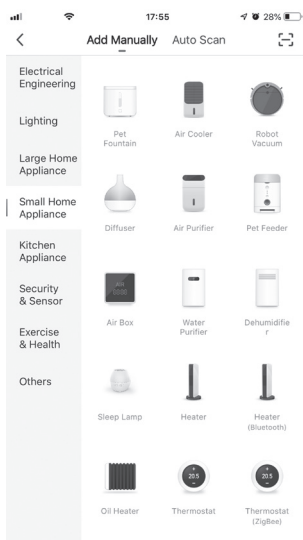 17:55
28%
Add Manually Auto Scan
Electrical
Engineering
Lighting
Large Home
Appliance
Small Home
Appliance
Kitchen
Appliance
Security
& Sensor
Exercise
& Health
Others
Pet
Fountain
Air Cooler
Robot
Vacuum
Diffuser
Air Purifier
Pet Feeder
Air Box
Water
Purifier
Dehumidifie
r
Sleep Lamp
Heater
Heater
(Bluetooth)
Oil Heater
20.5
Thermostat
20.5
Thermostat
(ZigBee)